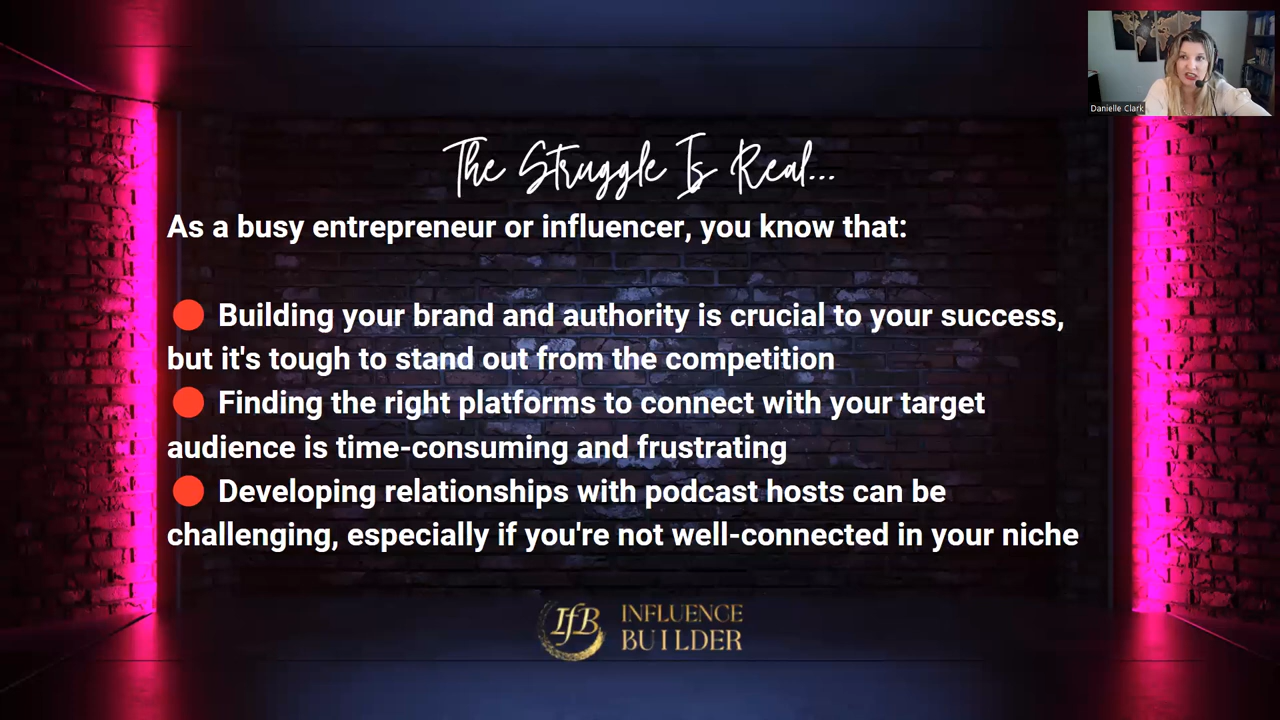 Danielle Clark
The Struggle Is Real...
As a busy entrepreneur or influencer, you know that:
Building your brand and authority is crucial to your success,
but it's tough to stand out from the competition
Finding the right platforms to connect with your target
audience is time-consuming and frustrating
Developing relationships with podcast hosts can be
challenging, especially if you're not well-connected in your niche
IfB
INFLUENCE
BUILDER